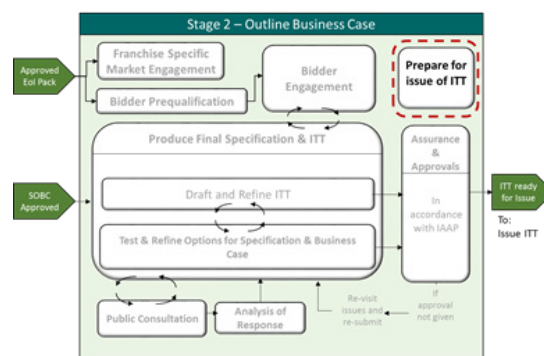 Stage 2 – Outline Business Case
Approved
EoI Pack
Franchise Specific
Market Engagement
Bidder Prequalification
Bidder
Engagement
Prepare for
issue of ITT
Produce Final Specification & ITT
Assurance
&
Approvals
SOBC
Approved
Draft and Refine ITT
In
accordance
with IAAP
ITT ready
for Issue
To:
Issue ITT
Test & Refine Options for Specification & Business
Case
Public Consultation
Analysis of
Response
Re-visit
issues and
re-submit
If
approval
not given